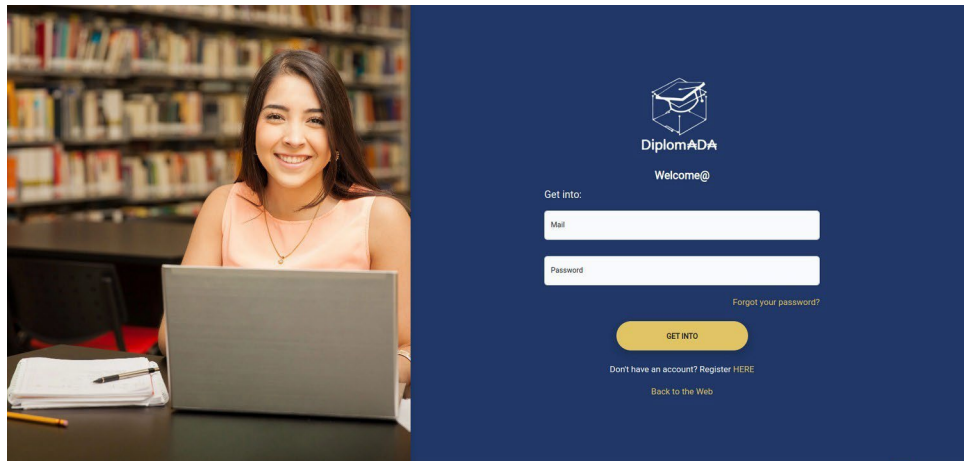 DiplomȺDȺ
Welcome@
Get into:
Mail
Password
Forgot your password?
GET INTO
Don't have an account? Register HERE
Back to the Web